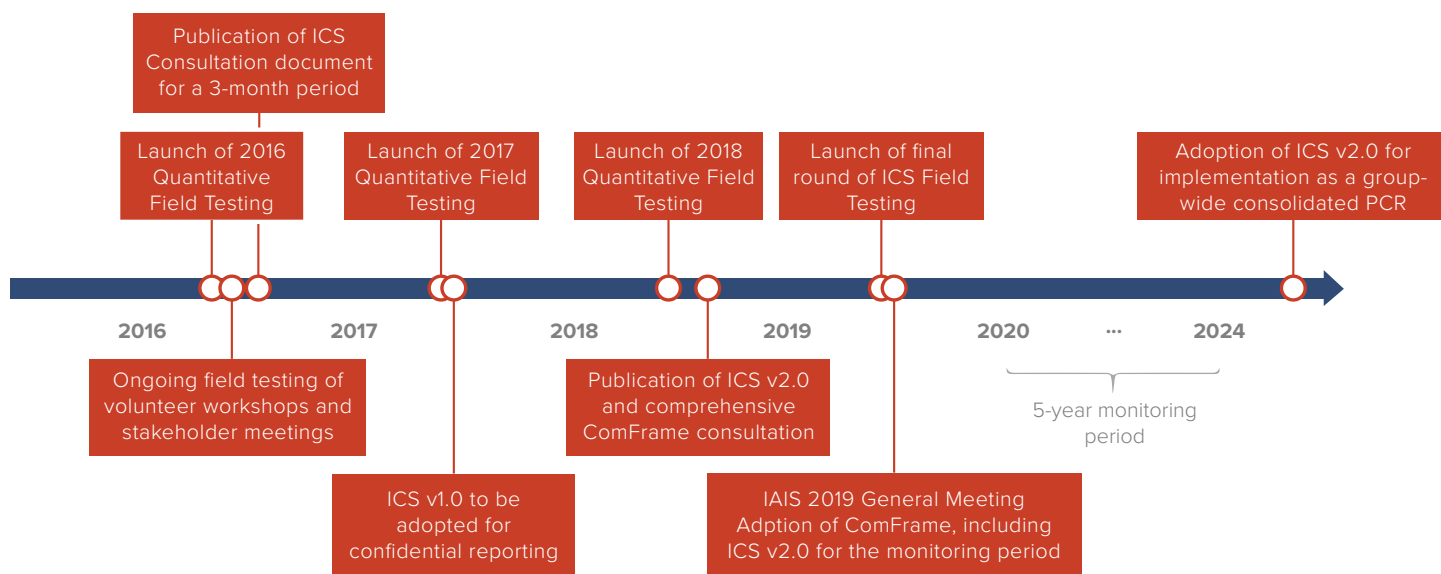 Publication of ICS
Consultation document
for a 3-month period
Launch of 2016
Quantitative
Field Testing
Launch of 2017
Quantitative Field
Testing
Launch of 2018
Quantitative Field
Testing
Launch of final
round of ICS Field
Testing
Adoption of ICS v2.0 for
implementation as a group-
wide consolidated PCR
2016
2017
2018
2019
2020
...
2024
Ongoing field testing of
volunteer workshops and
stakeholder meetings
Publication of ICS v2.0
and comprehensive
ComFrame consultation
5-year monitoring
period
ICS v1.0 to be
adopted for
confidential reporting
IAIS 2019 General Meeting
Adption of ComFrame, including
ICS v2.0 for the monitoring period